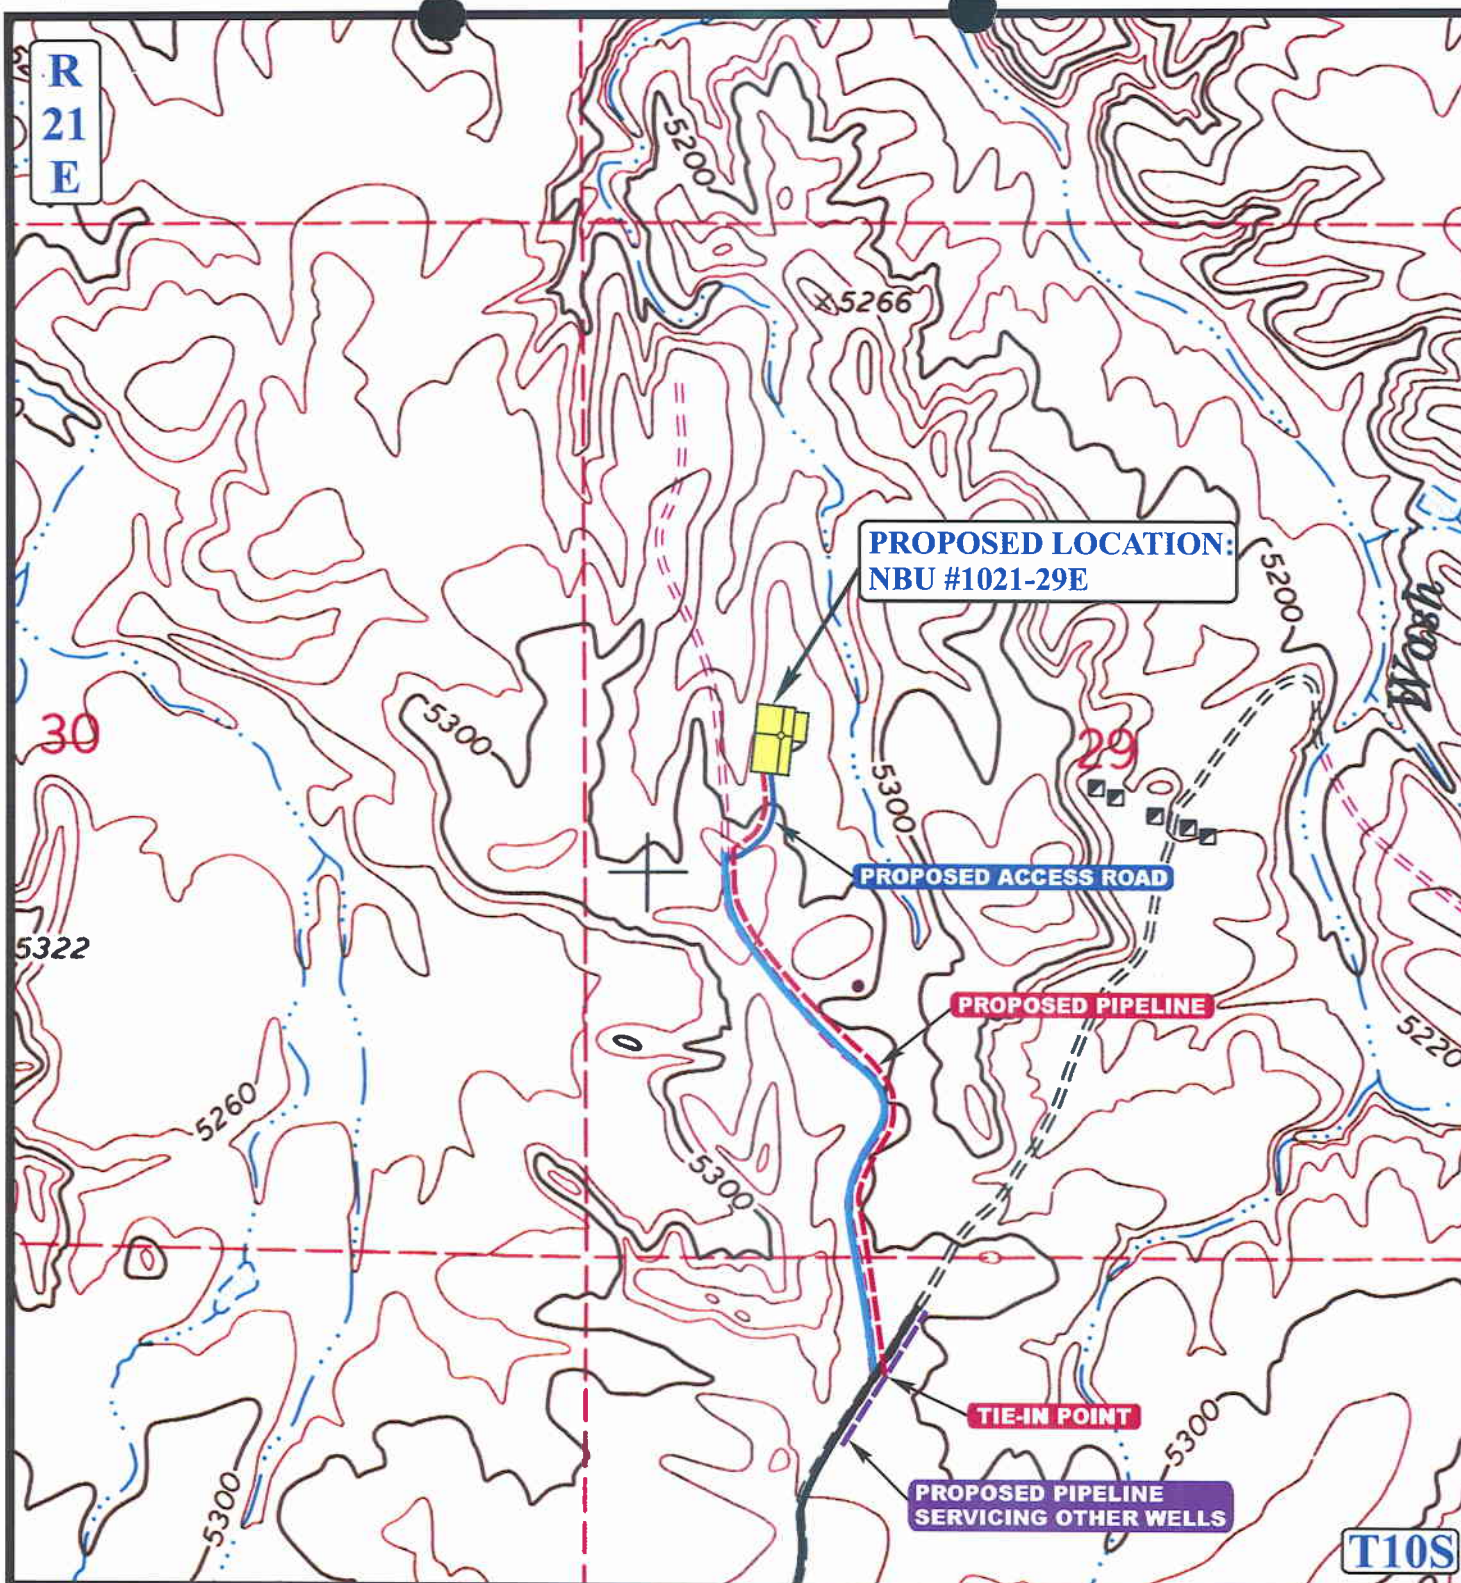 R
21
E
5200
5266
PROPOSED LOCATION:
NBU #1021-29E
5200
Wash
30
5300
29
5300
PROPOSED ACCESS ROAD
5322
PROPOSED PIPELINE
0
5220
5260
5300
TIE-IN POINT
5300
5300
PROPOSED PIPELINE
SERVICING OTHER WELLS
T10S